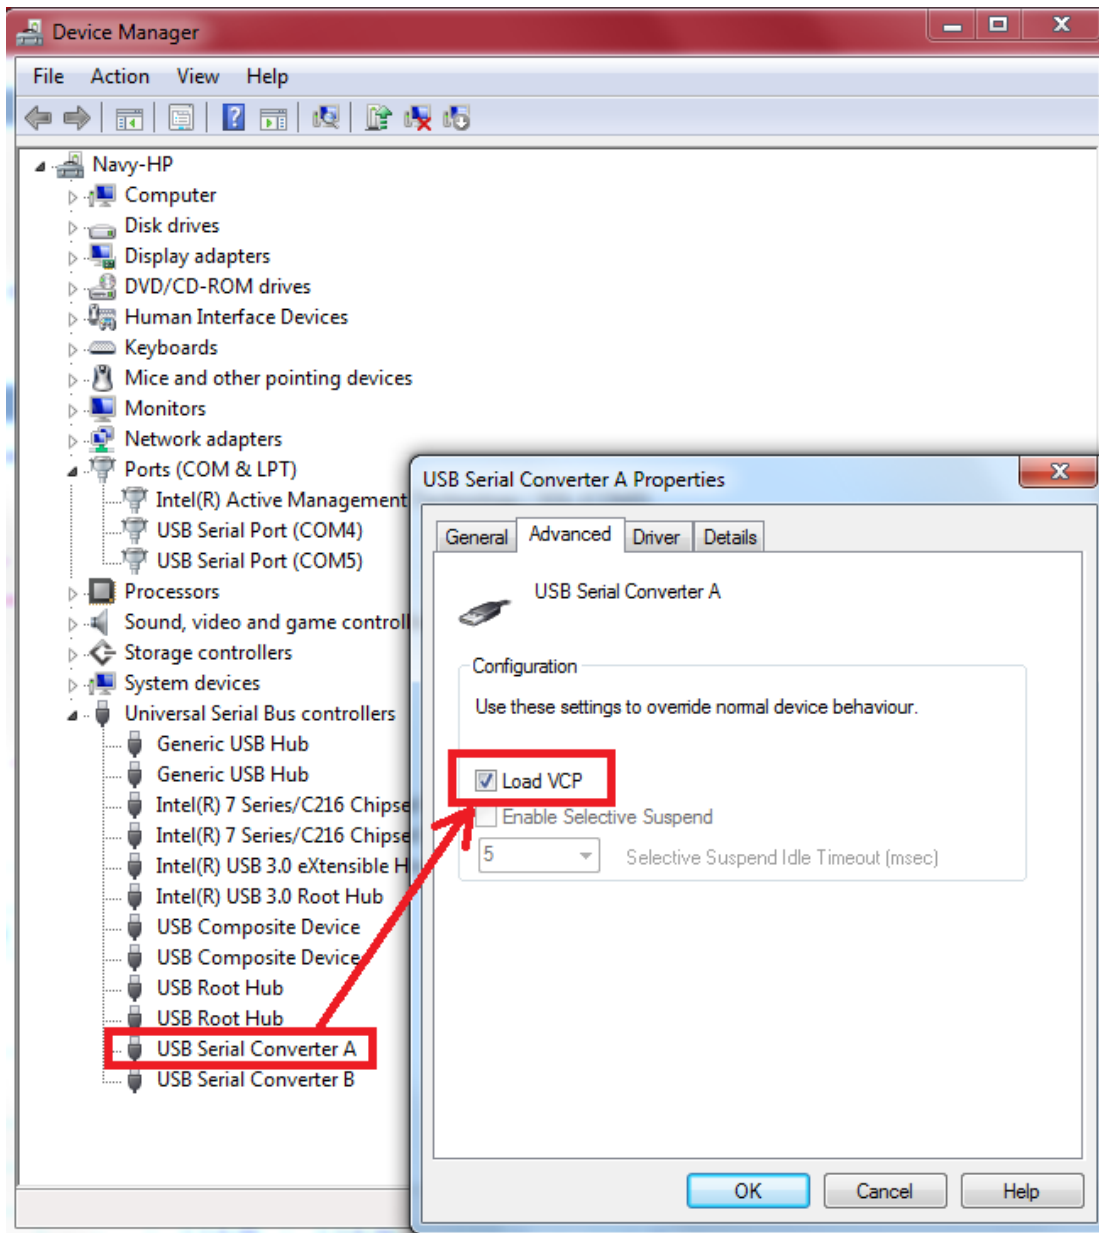 Device Manager
File Action View Help
Navy-HP
Computer
Disk drives
Display adapters
DVD/CD-ROM drives
Human Interface Devices
Keyboards
Mice and other pointing devices
Monitors
Network adapters
Ports (COM & LPT)
Intel(R) Active Management
USB Serial Port (COM4)
USB Serial Port (COM5)
Processors
Sound, video and game controll
Storage controllers
System devices
Universal Serial Bus controllers
Generic USB Hub
Generic USB Hub
Intel(R) 7 Series/C216 Chipse
Intel(R) 7 Series/C216 Chipse
Intel(R) USB 3.0 eXtensible H
Intel(R) USB 3.0 Root Hub
USB Composite Device
USB Composite Device
USB Root Hub
USB Root Hub
USB Serial Converter A
USB Serial Converter B
USB Serial Converter A Properties
General Advanced Driver Details
USB Serial Converter A
Configuration
Use these settings to override normal device behaviour.
Load VCP
Enable Selective Suspend
5 Selective Suspend Idle Timeout (msec)
OK Cancel Help